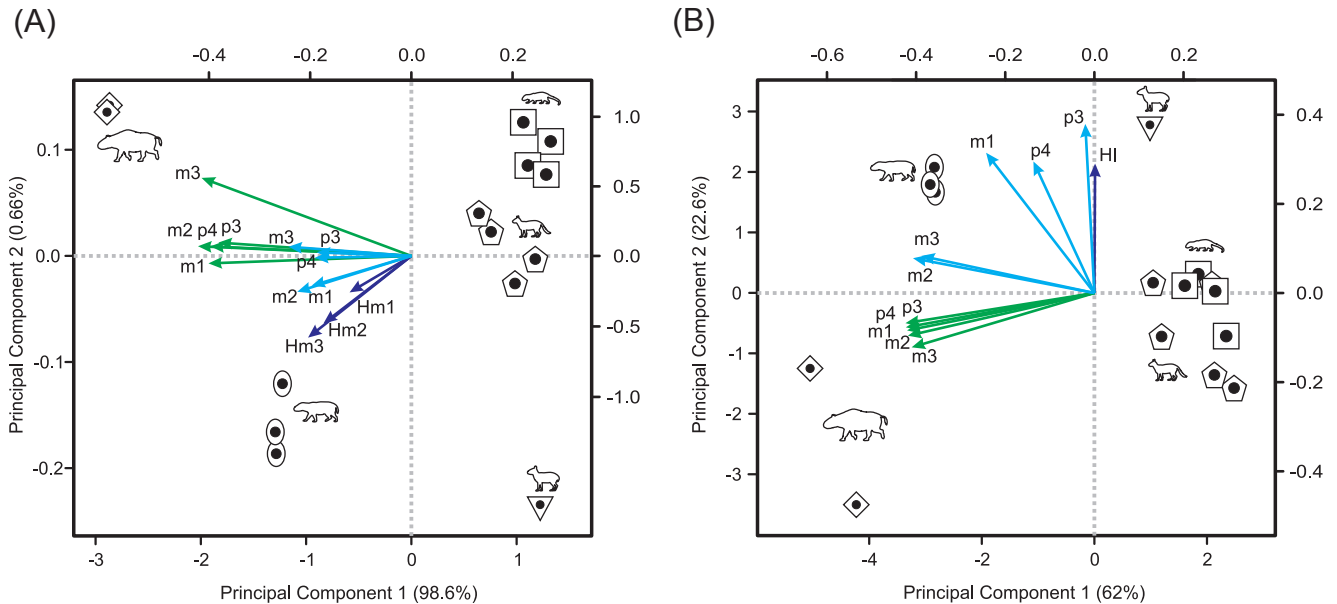 (A)
-0.4 -0.2 0.0 0.2
Principal Component 2 (0.66%)
0.1
0.0
-0.1
-0.2
1.0
0.5
0.0
-0.5
-1.0
m3
m2 p4 p3
m1
m3 p3
p4
m2 m1
Hm1
Hm2
Hm3
-3 -2 -1 0 1
Principal Component 1 (98.6%)
(B)
-0.6 -0.4 -0.2 0.0 0.2
Principal Component 2 (22.6%)
3
2
1
0
-1
-2
-3
0.4
0.2
0.0
-0.2
-0.4
p3
m1
p4
HI
m3
m2
p4 p3
m1
m2
m3
-4 -2 0 2
Principal Component 1 (62%)